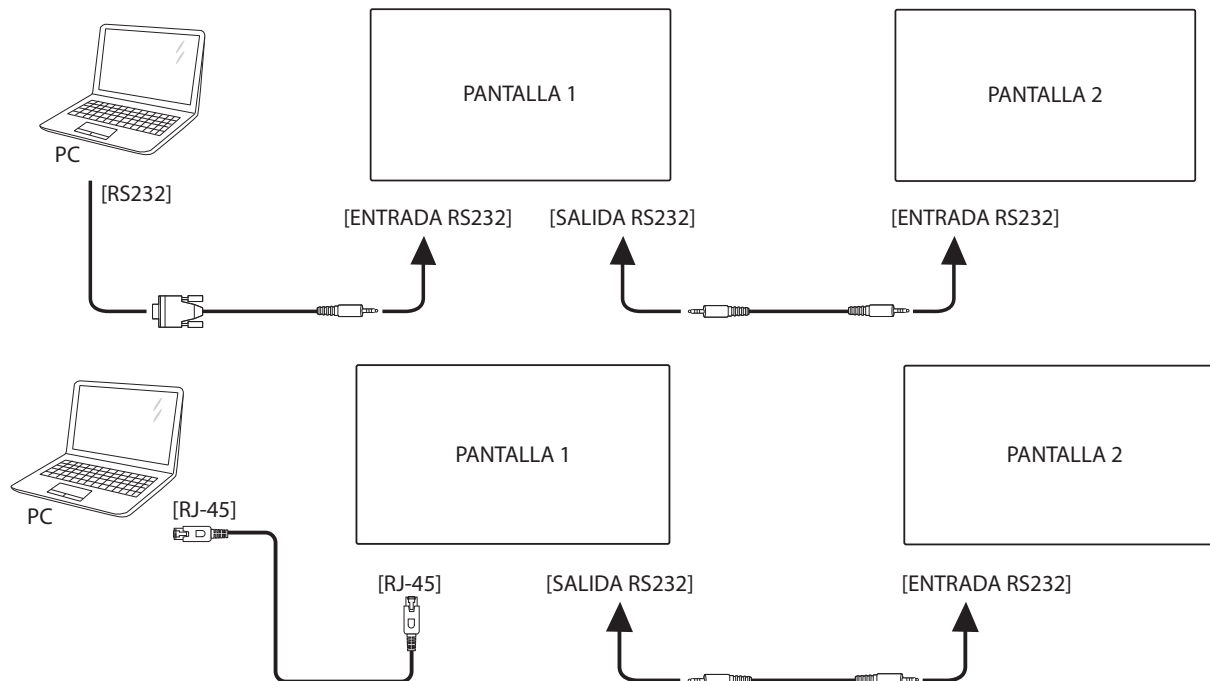 PANTALLA 1
PANTALLA 2
PC
[RS232]
[ENTRADA RS232]
[SALIDA RS232]
[ENTRADA RS232]
PANTALLA 1
PANTALLA 2
PC
[RJ-45]
[RJ-45]
[SALIDA RS232]
[ENTRADA RS232]